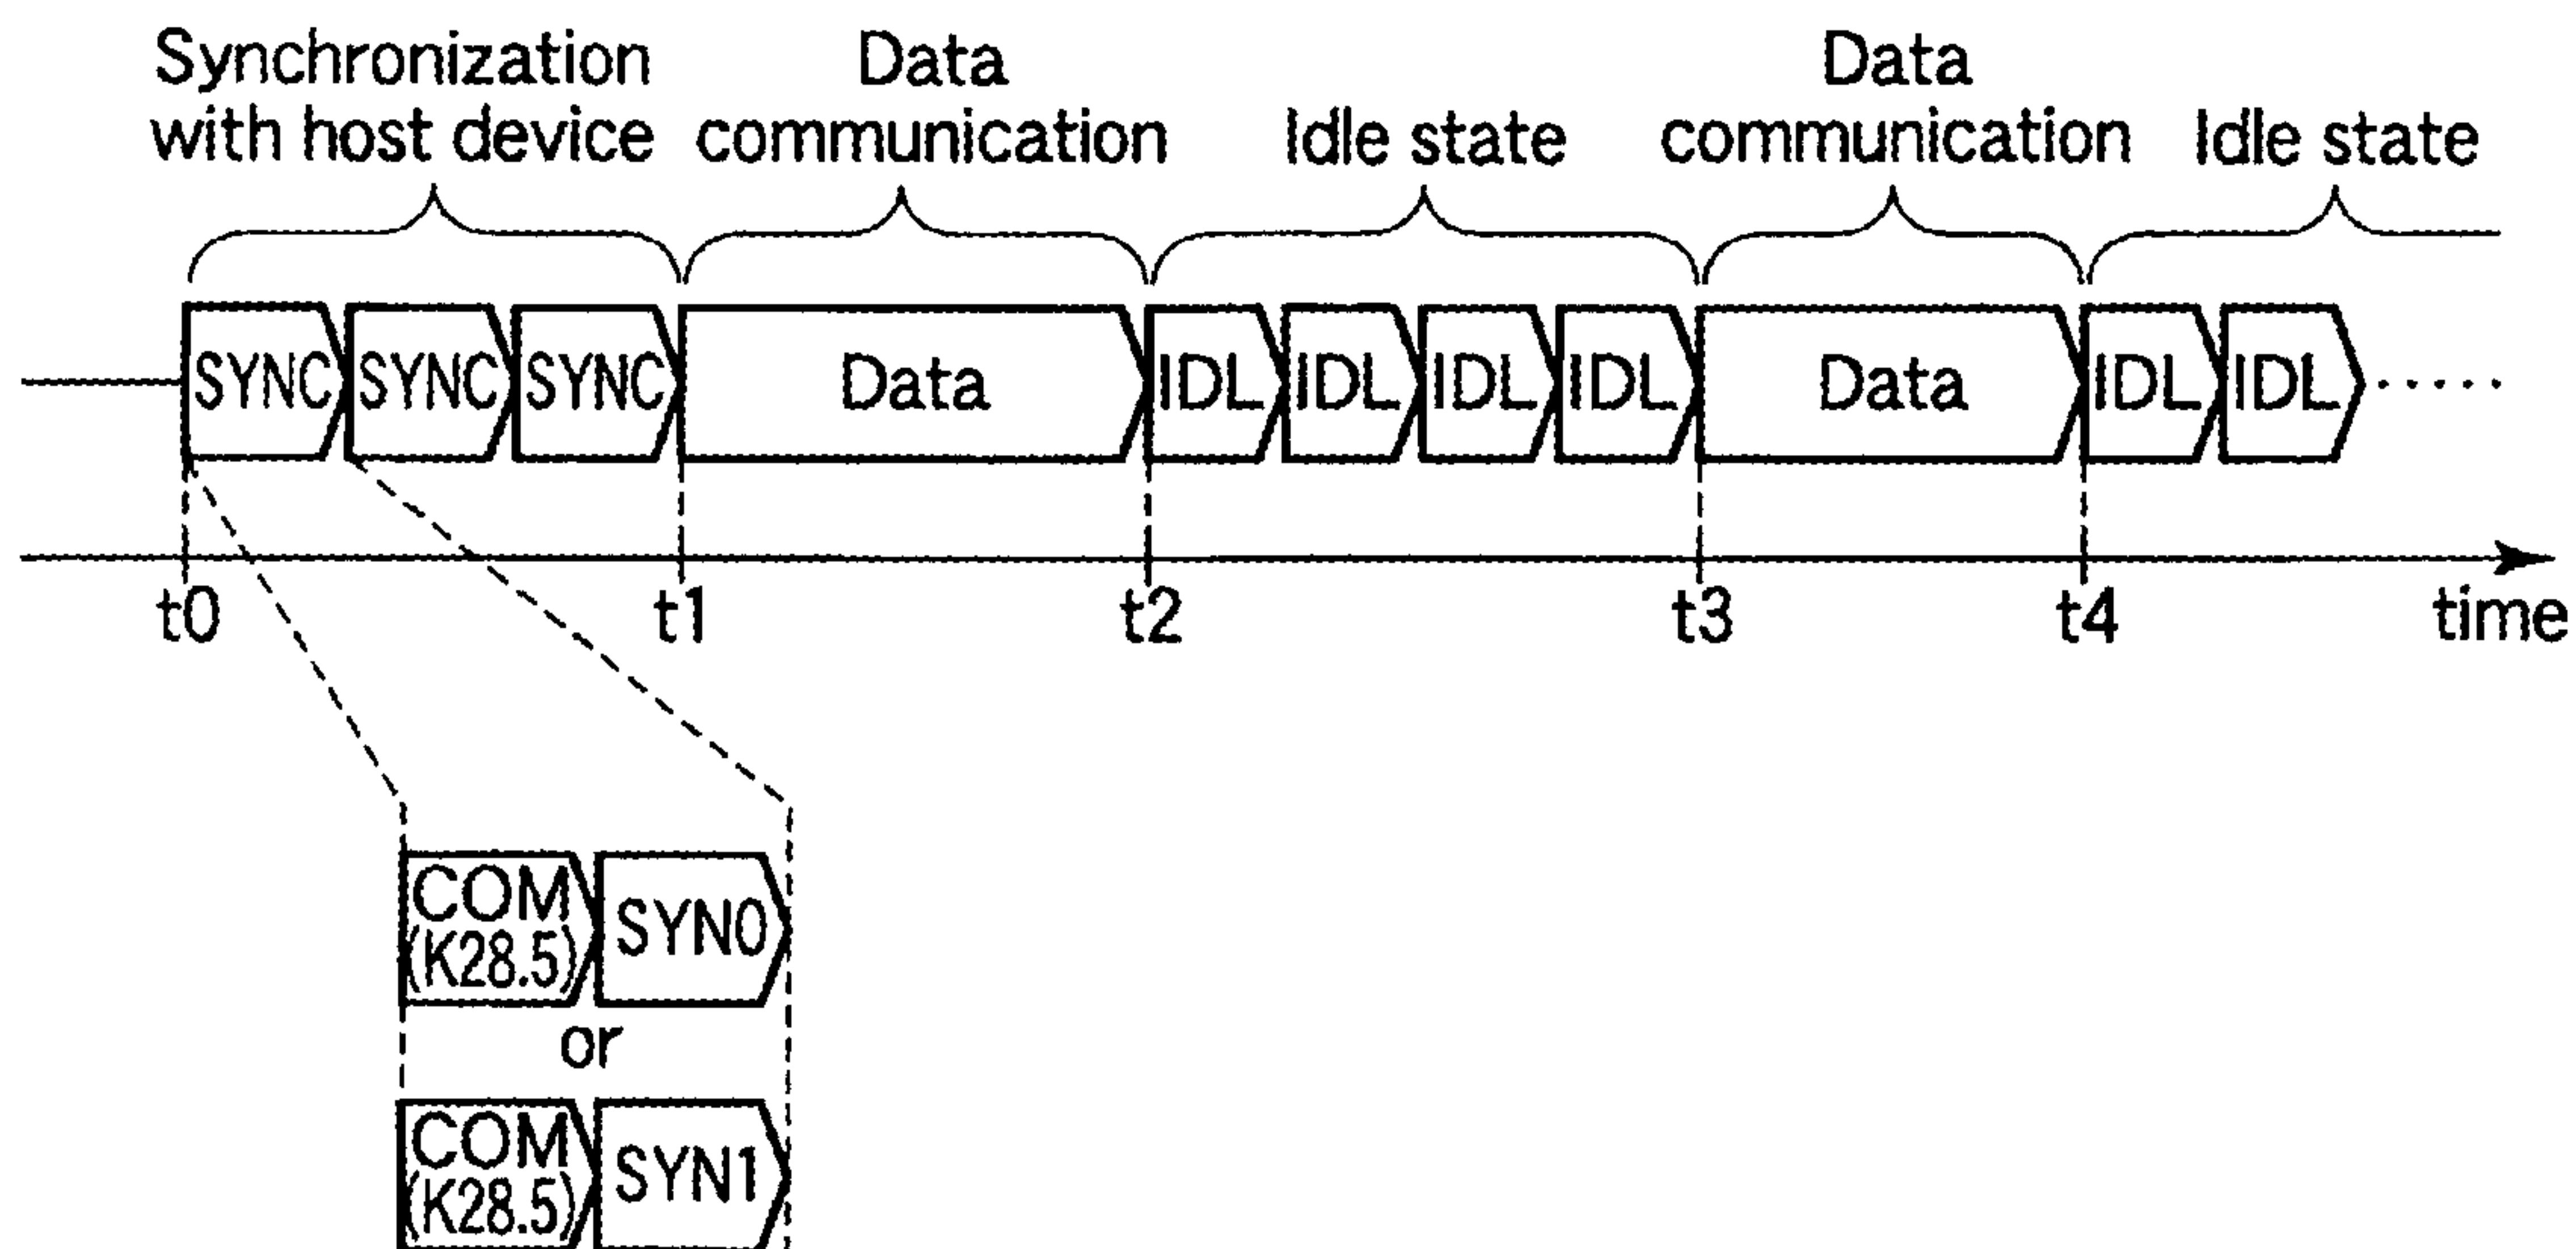 Synchronization
with host device
Data
communication
Idle state
Data
communication
Idle state
SYNC SYNC SYNC Data IDL IDL IDL IDL Data IDL IDL
t0 t1 t2 t3 t4 time
COM
(K28.5)
SYN0
or
COM
(K28.5)
SYN1